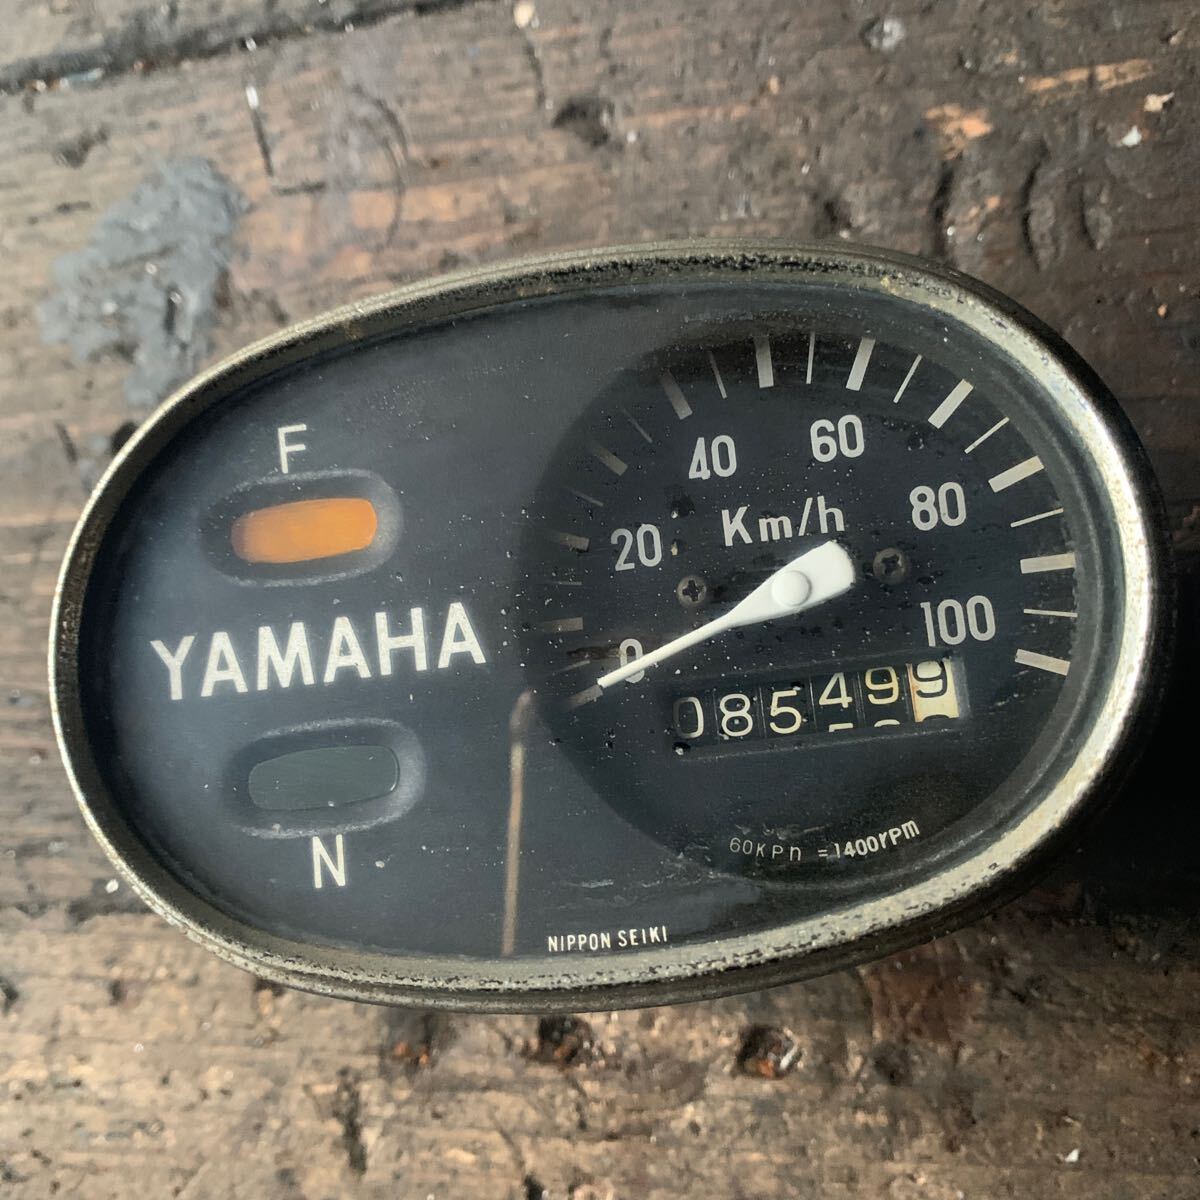 F
YAMAHA
N
0
20
40
60
80
100
Km/h
085499
60KPh =1400rpm
NIPPON SEIKI